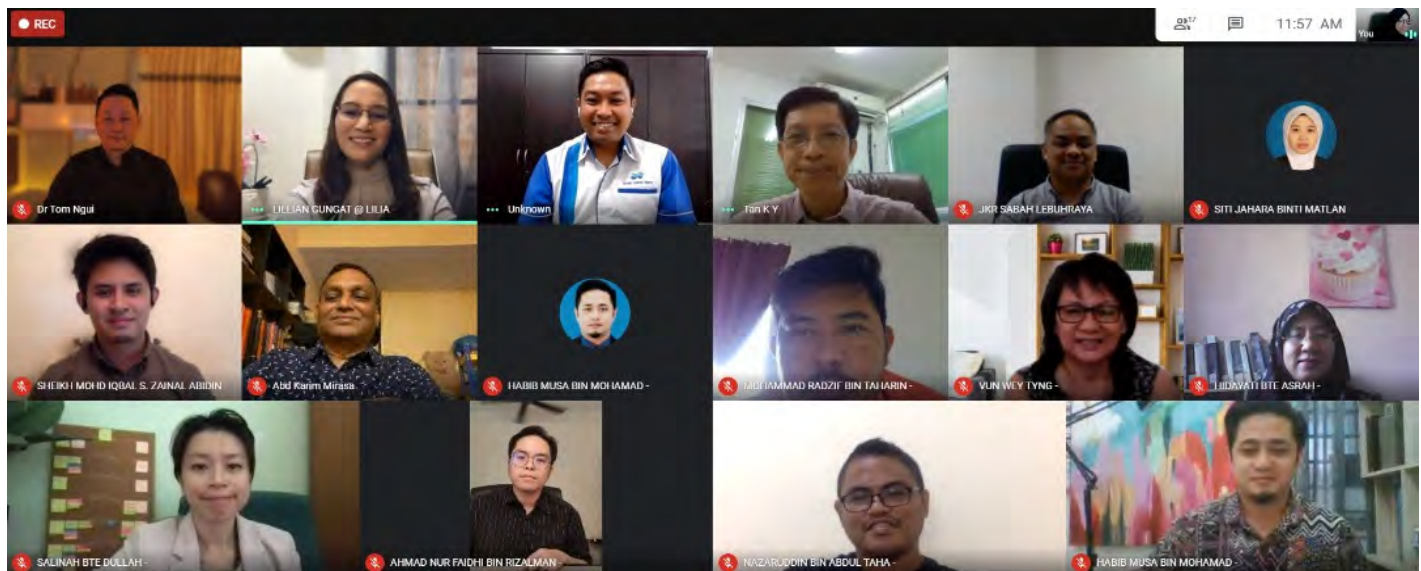 REC
17
11:57 AM
You
Dr Tom Ngui
LILLIAN GUNGAT @ LILIA
Unknown
Tan K Y
JKR SABAH LEBUHRAYA
SITI JAHARA BINTI MATLAN
SHEIKH MOHD IQBAL S. ZAINAL ABIDIN
Abd Karim Mirasa
HABIB MUSA BIN MOHAMAD -
MOHAMMAD RADZIF BIN TAHARIN -
VUN WEY TYNG -
HIDAYATI BTE ASRAH -
SALINAH BTE DULLAH -
AHMAD NUR FAIDHI BIN RIZALMAN -
NAZARUDDIN BIN ABDUL TAHA -
HABIB MUSA BIN MOHAMAD -